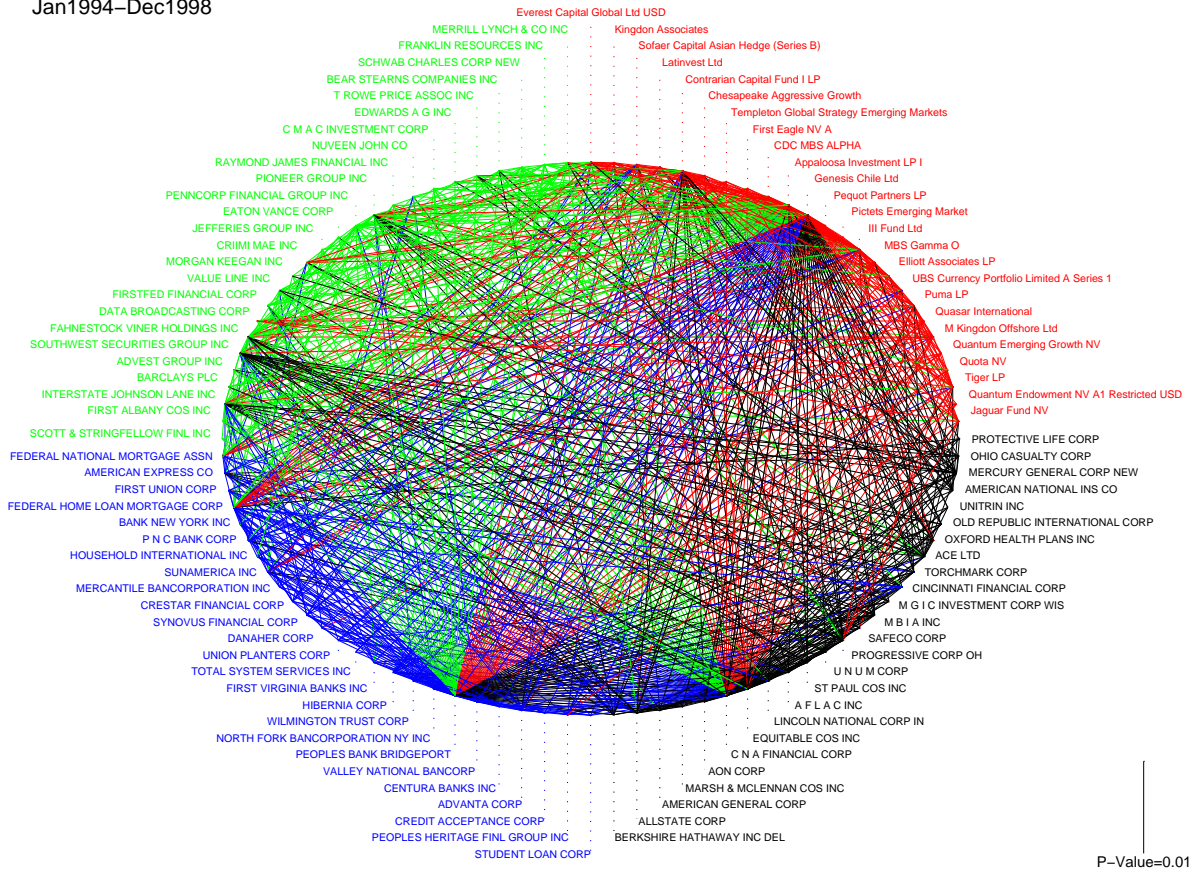 Jan1994−Dec1998
Everest Capital Global Ltd USD
Kingdon Associates
Sofaer Capital Asian Hedge (Series B)
Latinvest Ltd
Contrarian Capital Fund I LP
Chesapeake Aggressive Growth
Templeton Global Strategy Emerging Markets
First Eagle NV A
CDC MBS ALPHA
Appaloosa Investment LP I
Genesis Chile Ltd
Pequot Partners LP
Pictets Emerging Market
III Fund Ltd
MBS Gamma O
Elliott Associates LP
UBS Currency Portfolio Limited A Series 1
Puma LP
Quasar International
M Kingdon Offshore Ltd
Quantum Emerging Growth NV
Quota NV
Tiger LP
Quantum Endowment NV A1 Restricted USD
Jaguar Fund NV
PROTECTIVE LIFE CORP
OHIO CASUALTY CORP
MERCURY GENERAL CORP NEW
AMERICAN NATIONAL INS CO
UNITRIN INC
OLD REPUBLIC INTERNATIONAL CORP
OXFORD HEALTH PLANS INC
ACE LTD
TORCHMARK CORP
CINCINNATI FINANCIAL CORP
M G I C INVESTMENT CORP WIS
M B I A INC
SAFECO CORP
PROGRESSIVE CORP OH
U N U M CORP
ST PAUL COS INC
A F L A C INC
LINCOLN NATIONAL CORP IN
EQUITABLE COS INC
C N A FINANCIAL CORP
AON CORP
MARSH & MCLENNAN COS INC
AMERICAN GENERAL CORP
ALLSTATE CORP
BERKSHIRE HATHAWAY INC DEL
MERRILL LYNCH & CO INC
FRANKLIN RESOURCES INC
SCHWAB CHARLES CORP NEW
BEAR STEARNS COMPANIES INC
T ROWE PRICE ASSOC INC
EDWARDS A G INC
C M A C INVESTMENT CORP
NUVEEN JOHN CO
RAYMOND JAMES FINANCIAL INC
PIONEER GROUP INC
PENNCORP FINANCIAL GROUP INC
EATON VANCE CORP
JEFFERIES GROUP INC
CRIIMI MAE INC
MORGAN KEEGAN INC
VALUE LINE INC
FIRSTFED FINANCIAL CORP
DATA BROADCASTING CORP
FAHNESTOCK VINER HOLDINGS INC
SOUTHWEST SECURITIES GROUP INC
ADVEST GROUP INC
BARCLAYS PLC
INTERSTATE JOHNSON LANE INC
FIRST ALBANY COS INC
SCOTT & STRINGFELLOW FINL INC
FEDERAL NATIONAL MORTGAGE ASSN
AMERICAN EXPRESS CO
FIRST UNION CORP
FEDERAL HOME LOAN MORTGAGE CORP
BANK NEW YORK INC
P N C BANK CORP
HOUSEHOLD INTERNATIONAL INC
SUNAMERICA INC
MERCANTILE BANCORPORATION INC
CRESTAR FINANCIAL CORP
SYNOVUS FINANCIAL CORP
DANAHER CORP
UNION PLANTERS CORP
TOTAL SYSTEM SERVICES INC
FIRST VIRGINIA BANKS INC
HIBERNIA CORP
WILMINGTON TRUST CORP
NORTH FORK BANCORPORATION NY INC
PEOPLES BANK BRIDGEPORT
VALLEY NATIONAL BANCORP
CENTURA BANKS INC
ADVANTA CORP
CREDIT ACCEPTANCE CORP
PEOPLES HERITAGE FINL GROUP INC
STUDENT LOAN CORP
P−Value=0.01